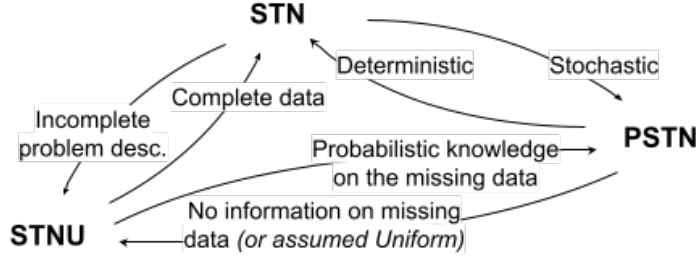 STN
Deterministic
Stochastic
Complete data
Incomplete
problem desc.
Probabilistic knowledge
on the missing data
PSTN
No information on missing
data (or assumed Uniform)
STNU